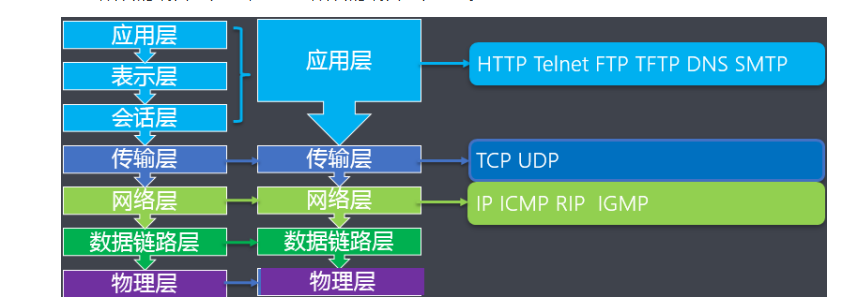 应用层
表示层
会话层
传输层
网络层
数据链路层
物理层
应用层
传输层
网络层
数据链路层
物理层
HTTP Telnet FTP TFTP DNS SMTP
TCP UDP
IP ICMP RIP IGMP